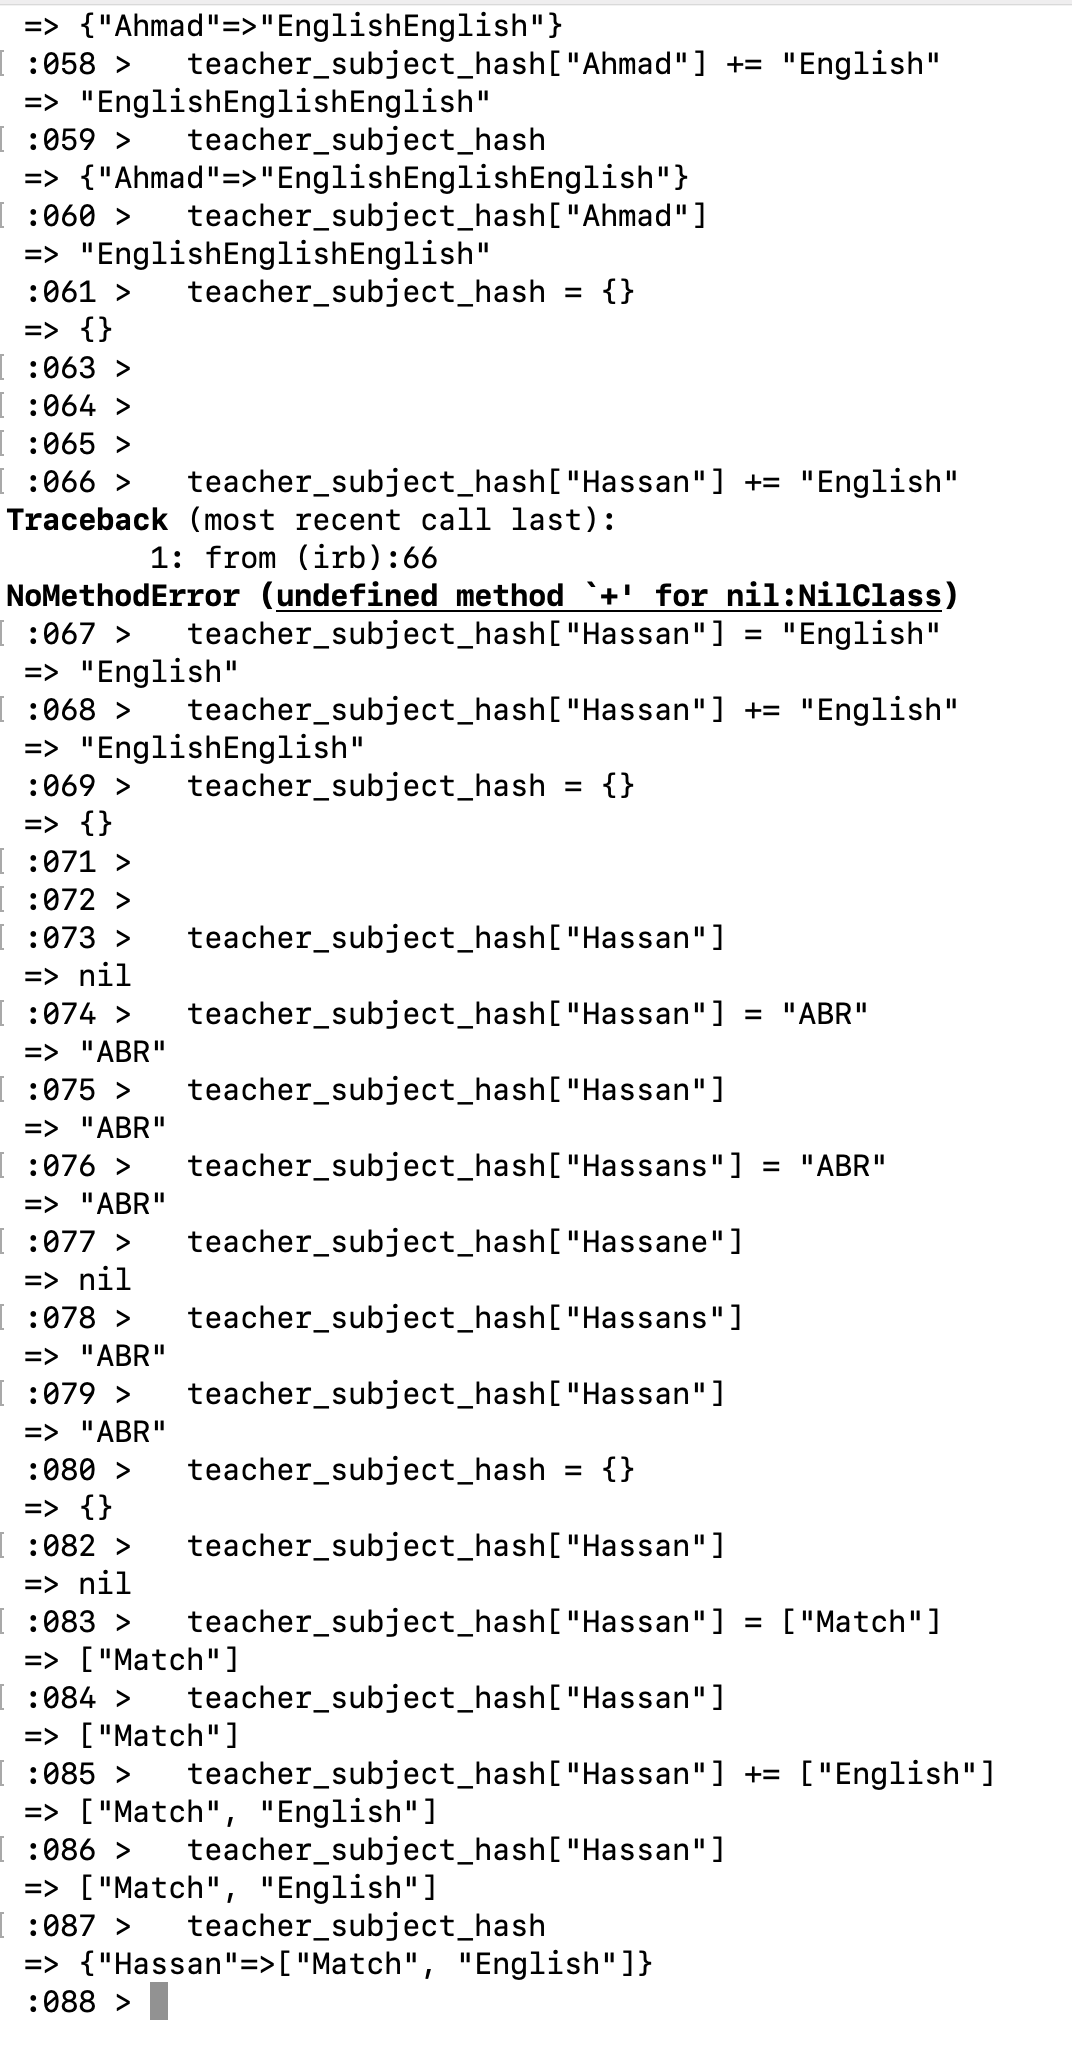 => {"Ahmad"=>"EnglishEnglish"}
:058 > teacher_subject_hash["Ahmad"] += "English"
=> "EnglishEnglishEnglish"
:059 > teacher_subject_hash
=> {"Ahmad"=>"EnglishEnglishEnglish"}
:060 > teacher_subject_hash["Ahmad"]
=> "EnglishEnglishEnglish"
:061 > teacher_subject_hash = {}
=> {}
:063 >
:064 >
:065 >
:066 > teacher_subject_hash["Hassan"] += "English"
Traceback (most recent call last):
1: from (irb):66
NoMethodError (undefined method `+' for nil:NilClass)
:067 > teacher_subject_hash["Hassan"] = "English"
=> "English"
:068 > teacher_subject_hash["Hassan"] += "English"
=> "EnglishEnglish"
:069 > teacher_subject_hash = {}
=> {}
:071 >
:072 >
:073 > teacher_subject_hash["Hassan"]
=> nil
:074 > teacher_subject_hash["Hassan"] = "ABR"
=> "ABR"
:075 > teacher_subject_hash["Hassan"]
=> "ABR"
:076 > teacher_subject_hash["Hassans"] = "ABR"
=> "ABR"
:077 > teacher_subject_hash["Hassane"]
=> nil
:078 > teacher_subject_hash["Hassans"]
=> "ABR"
:079 > teacher_subject_hash["Hassan"]
=> "ABR"
:080 > teacher_subject_hash = {}
=> {}
:082 > teacher_subject_hash["Hassan"]
=> nil
:083 > teacher_subject_hash["Hassan"] = ["Match"]
=> ["Match"]
:084 > teacher_subject_hash["Hassan"]
=> ["Match"]
:085 > teacher_subject_hash["Hassan"] += ["English"]
=> ["Match", "English"]
:086 > teacher_subject_hash["Hassan"]
=> ["Match", "English"]
:087 > teacher_subject_hash
=> {"Hassan"=>["Match", "English"]}
:088 >